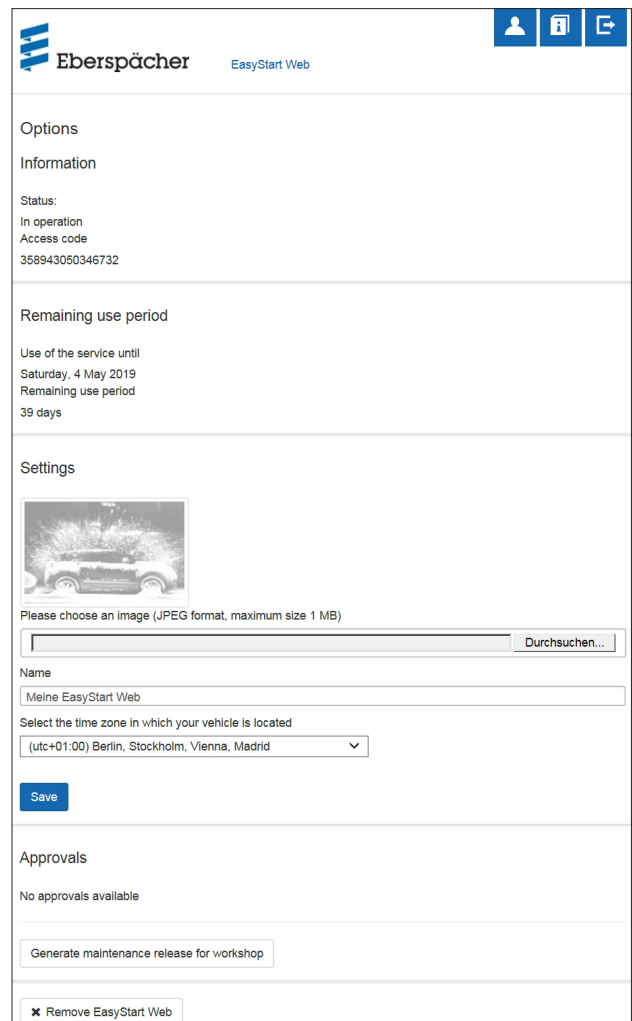 Eberspächer
EasyStart Web
Options
Information
Status:
In operation
Access code
358943050346732
Remaining use period
Use of the service until
Saturday, 4 May 2019
Remaining use period
39 days
Settings
Please choose an image (JPEG format, maximum size 1 MB)
Durchsuchen...
Name
Meine EasyStart Web
Select the time zone in which your vehicle is located
(utc+01:00) Berlin, Stockholm, Vienna, Madrid
Save
Approvals
No approvals available
Generate maintenance release for workshop
Remove EasyStart Web